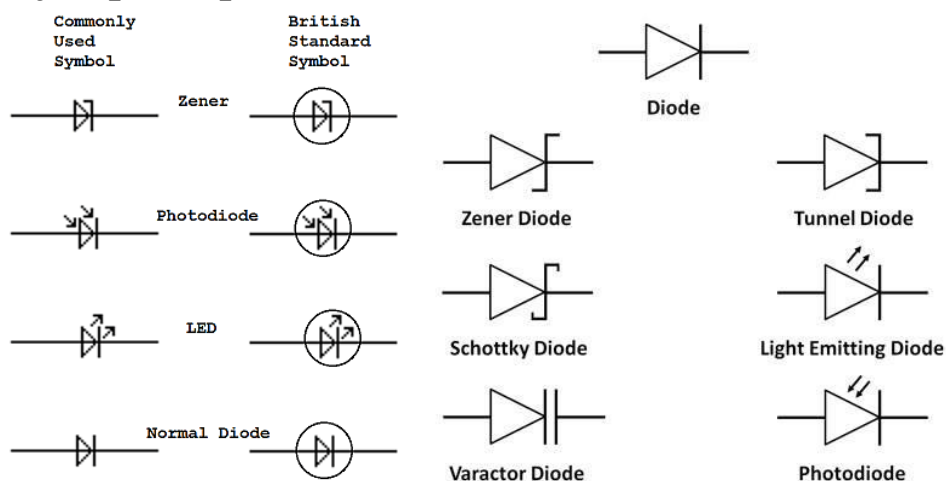 Commonly
Used
Symbol
British
Standard
Symbol
Zener
Photodiode
LED
Normal Diode
Diode
Zener Diode
Tunnel Diode
Schottky Diode
Light Emitting Diode
Varactor Diode
Photodiode